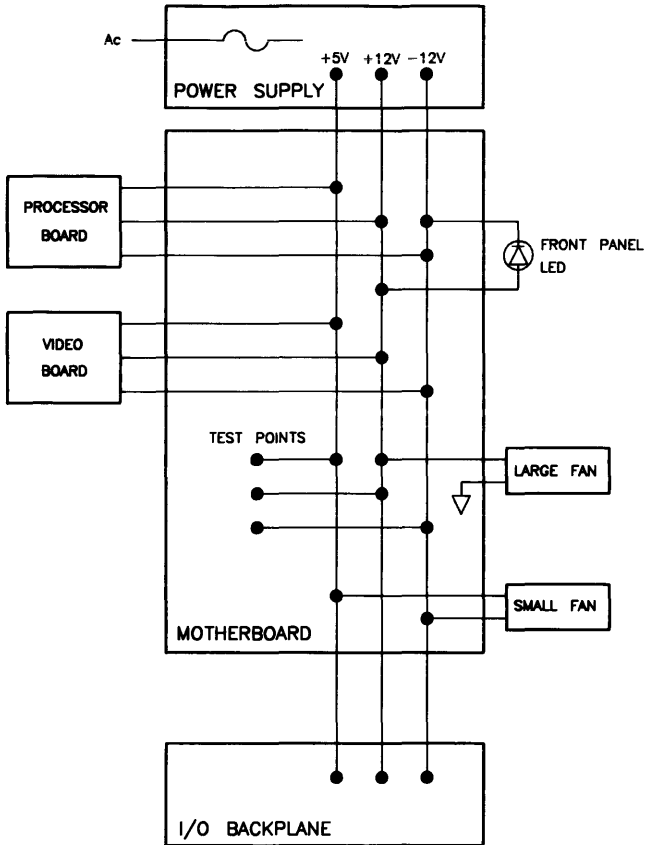 Ac
+5V +12V -12V
POWER SUPPLY
PROCESSOR
BOARD
FRONT PANEL
LED
VIDEO
BOARD
TEST POINTS
LARGE FAN
SMALL FAN
MOTHERBOARD
I/O BACKPLANE